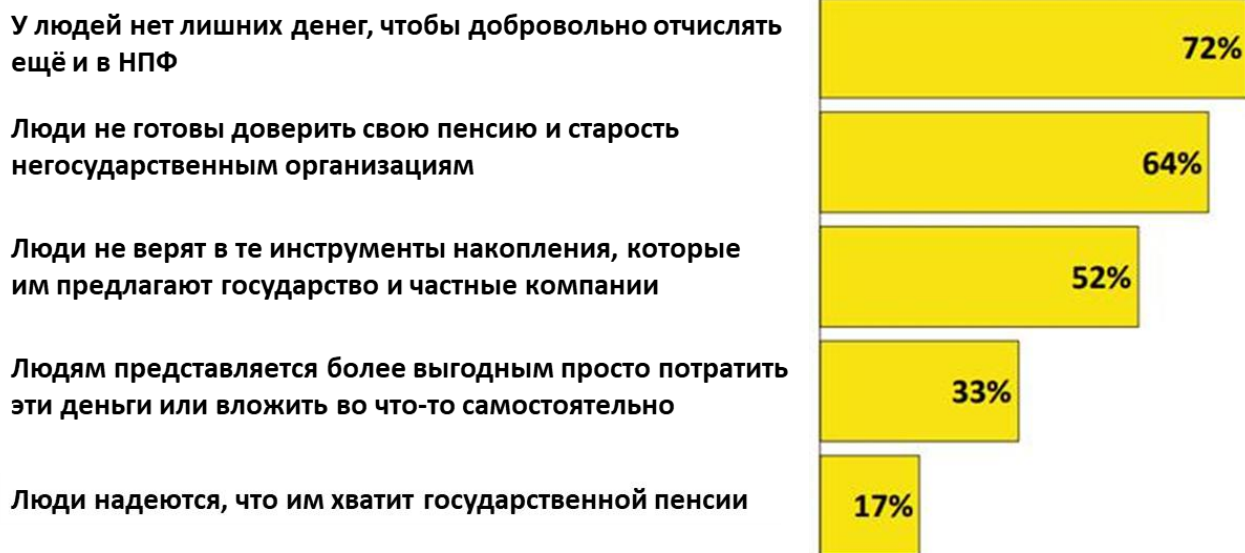 У людей нет лишних денег, чтобы добровольно отчислять
ещё и в НПФ
72%
Люди не готовы доверить свою пенсию и старость
негосударственным организациям
64%
Люди не верят в те инструменты накопления, которые
им предлагают государство и частные компании
52%
Людям представляется более выгодным просто потратить
эти деньги или вложить во что-то самостоятельно
33%
Люди надеются, что им хватит государственной пенсии
17%